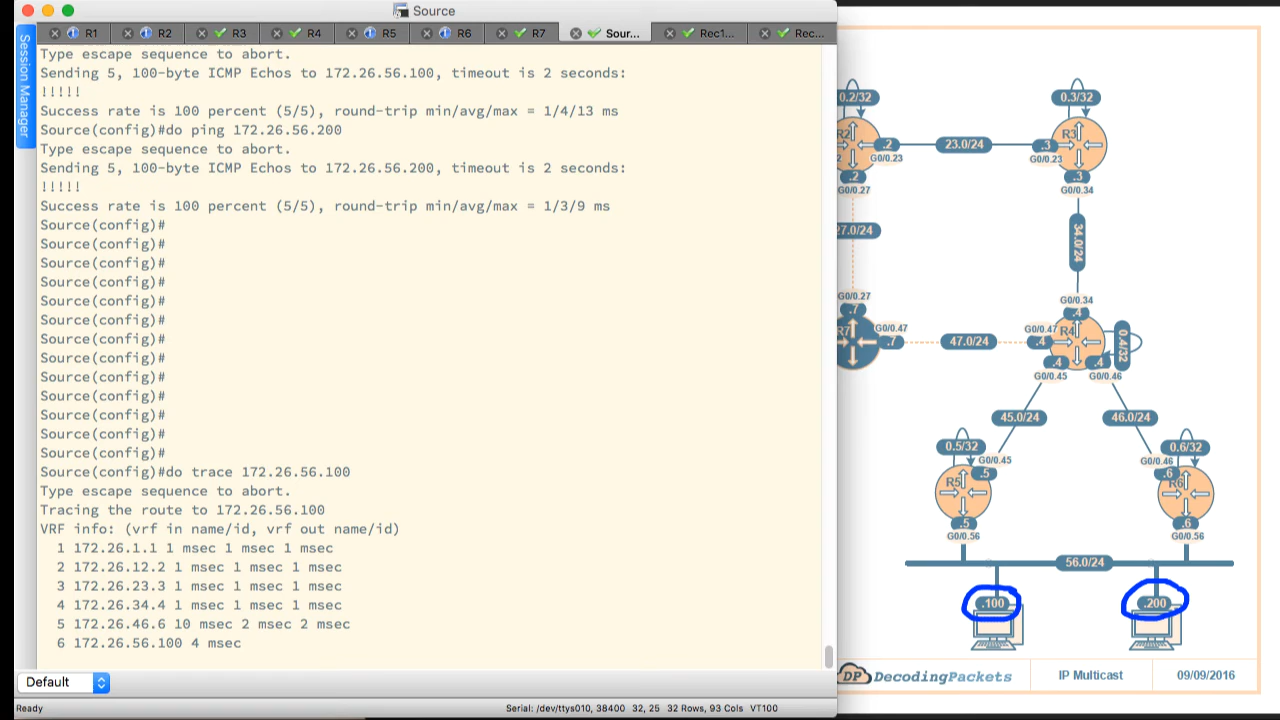 Source
R1
R2
R3
R4
R5
R6
R7
Sour...
Rec1...
Rec...
Session Manager
Type escape sequence to abort.
Sending 5, 100-byte ICMP Echos to 172.26.56.100, timeout is 2 seconds:
!!!!!
Success rate is 100 percent (5/5), round-trip min/avg/max = 1/4/13 ms
Source(config)#do ping 172.26.56.200
Type escape sequence to abort.
Sending 5, 100-byte ICMP Echos to 172.26.56.200, timeout is 2 seconds:
!!!!!
Success rate is 100 percent (5/5), round-trip min/avg/max = 1/3/9 ms
Source(config)#
Source(config)#
Source(config)#
Source(config)#
Source(config)#
Source(config)#
Source(config)#
Source(config)#
Source(config)#
Source(config)#
Source(config)#
Source(config)#
Source(config)#
Source(config)#do trace 172.26.56.100
Type escape sequence to abort.
Tracing the route to 172.26.56.100
VRF info: (vrf in name/id, vrf out name/id)
1 172.26.1.1 1 msec 1 msec 1 msec
2 172.26.12.2 1 msec 1 msec 1 msec
3 172.26.23.3 1 msec 1 msec 1 msec
4 172.26.34.4 1 msec 1 msec 1 msec
5 172.26.46.6 10 msec 2 msec 2 msec
6 172.26.56.100 4 msec
Default
Ready
Serial: /dev/ttys010, 38400 32, 25 32 Rows, 93 Cols VT100
0.2/32
0.3/32
R2
.2
G0/0.23
23.0/24
R3
.3
G0/0.23
2
.2
G0/0.27
.3
G0/0.34
27.0/24
34.0/24
G0/0.27
.7
R7
G0/0.47
.7
47.0/24
G0/0.34
.4
G0/0.47
.4
R4
0.4/32
.4
G0/0.45
.4
G0/0.46
45.0/24
46.0/24
0.5/32
G0/0.45
.5
R5
.5
G0/0.56
0.6/32
G0/0.46
.6
R6
.6
G0/0.56
56.0/24
.100
.200
DP DecodingPackets
IP Multicast
09/09/2016